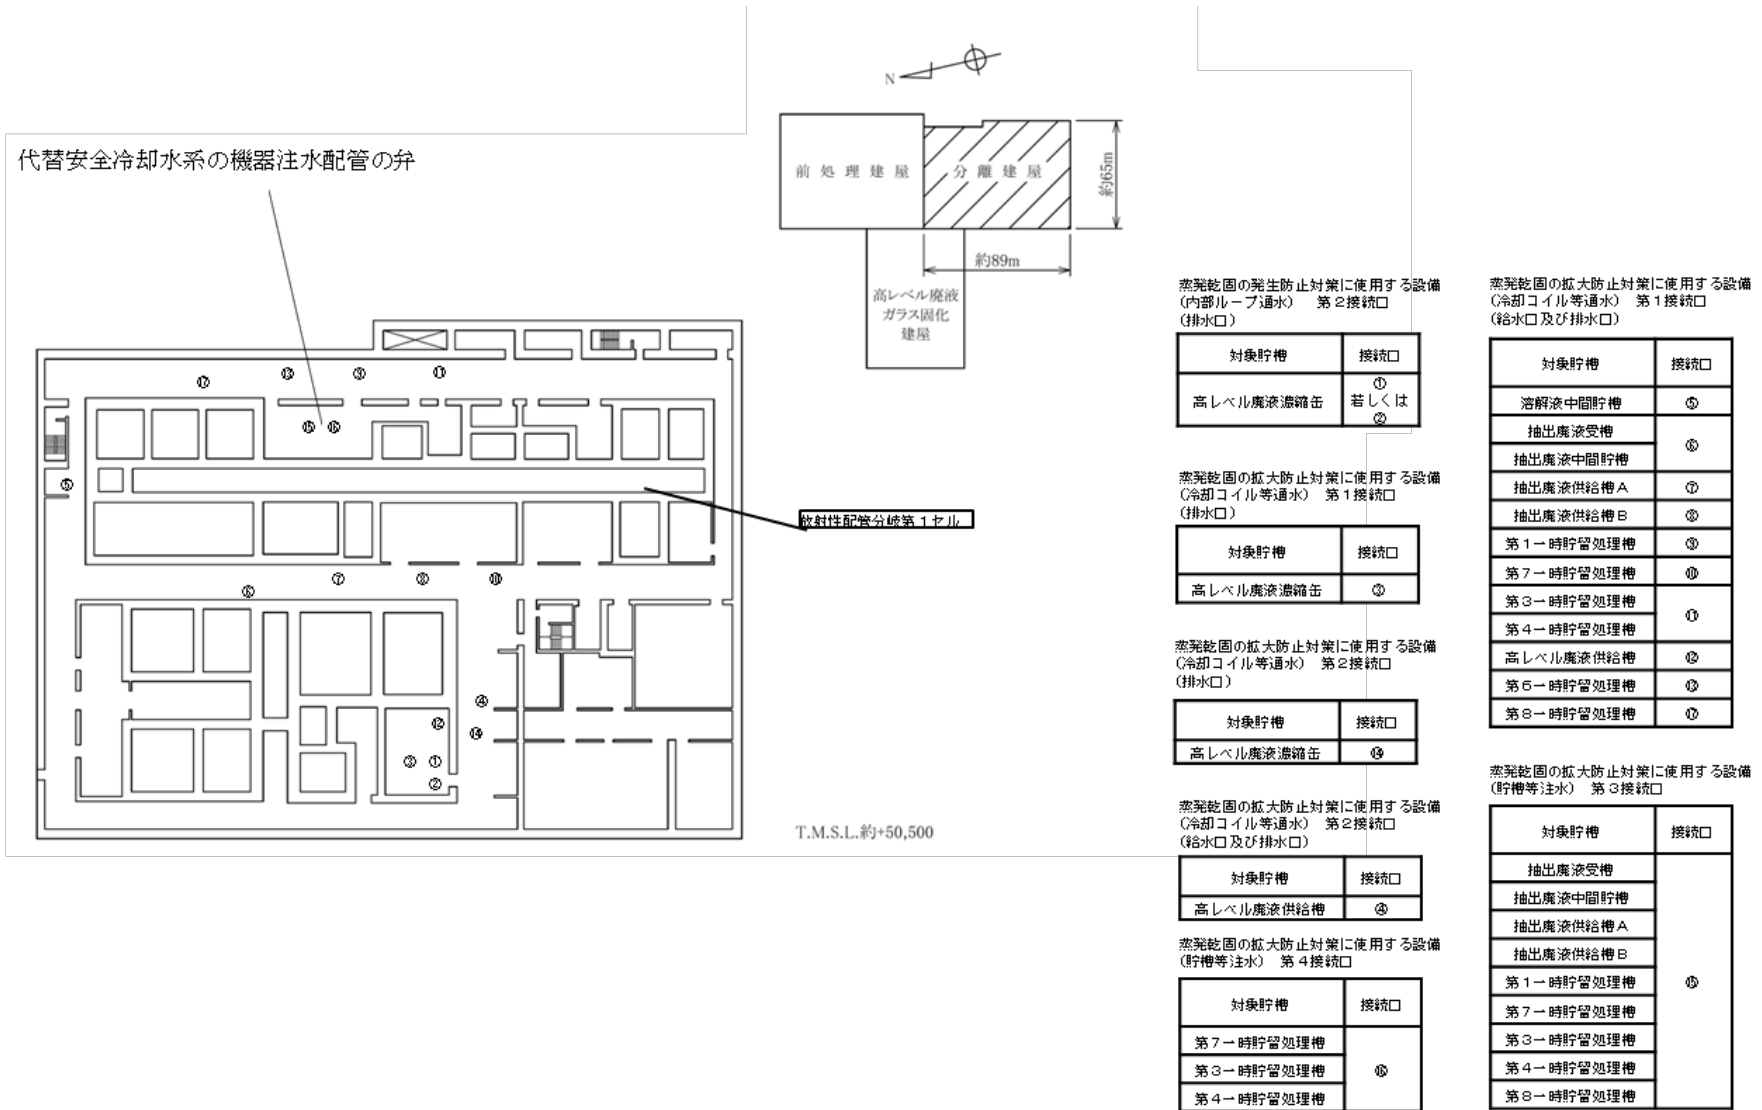 代替安全冷却水系の機器注水配管の弁
N
前処理建屋
分離建屋
約65m
約89m
高レベル廃液
ガラス固化
建屋
⑰
⑬
⑨
⑪
⑮ ⑯
⑤
放射性配管分岐第1セル
⑦
⑧
⑩
⑥
④
⑫
⑭
③ ①
②
T.M.S.L.約+50,500
蒸発乾固の発生防止対策に使用する設備
(内部ループ通水) 第2接続口
(排水口)
対象貯槽 接続口
高レベル廃液濃縮缶
①
若しくは
②
蒸発乾固の拡大防止対策に使用する設備
(冷却コイル等通水) 第1接続口
(排水口)
対象貯槽 接続口
高レベル廃液濃縮缶 ③
蒸発乾固の拡大防止対策に使用する設備
(冷却コイル等通水) 第2接続口
(排水口)
対象貯槽 接続口
高レベル廃液濃縮缶 ⑭
蒸発乾固の拡大防止対策に使用する設備
(冷却コイル等通水) 第2接続口
(給水口及び排水口)
対象貯槽 接続口
高レベル廃液供給槽 ④
蒸発乾固の拡大防止対策に使用する設備
(貯槽等注水) 第4接続口
対象貯槽 接続口
第7一時貯留処理槽
第3一時貯留処理槽 ⑯
第4一時貯留処理槽
蒸発乾固の拡大防止対策に使用する設備
(冷却コイル等通水) 第1接続口
(給水口及び排水口)
対象貯槽 接続口
溶解液中間貯槽 ⑤
抽出廃液受槽
⑥
抽出廃液中間貯槽
抽出廃液供給槽A ⑦
抽出廃液供給槽B ⑧
第1一時貯留処理槽 ⑨
第7一時貯留処理槽 ⑩
第3一時貯留処理槽
⑪
第4一時貯留処理槽
高レベル廃液供給槽 ⑫
第6一時貯留処理槽 ⑬
第8一時貯留処理槽 ⑰
蒸発乾固の拡大防止対策に使用する設備
(貯槽等注水) 第3接続口
対象貯槽 接続口
抽出廃液受槽
抽出廃液中間貯槽
抽出廃液供給槽A
抽出廃液供給槽B
第1一時貯留処理槽 ⑮
第7一時貯留処理槽
第3一時貯留処理槽
第4一時貯留処理槽
第8一時貯留処理槽